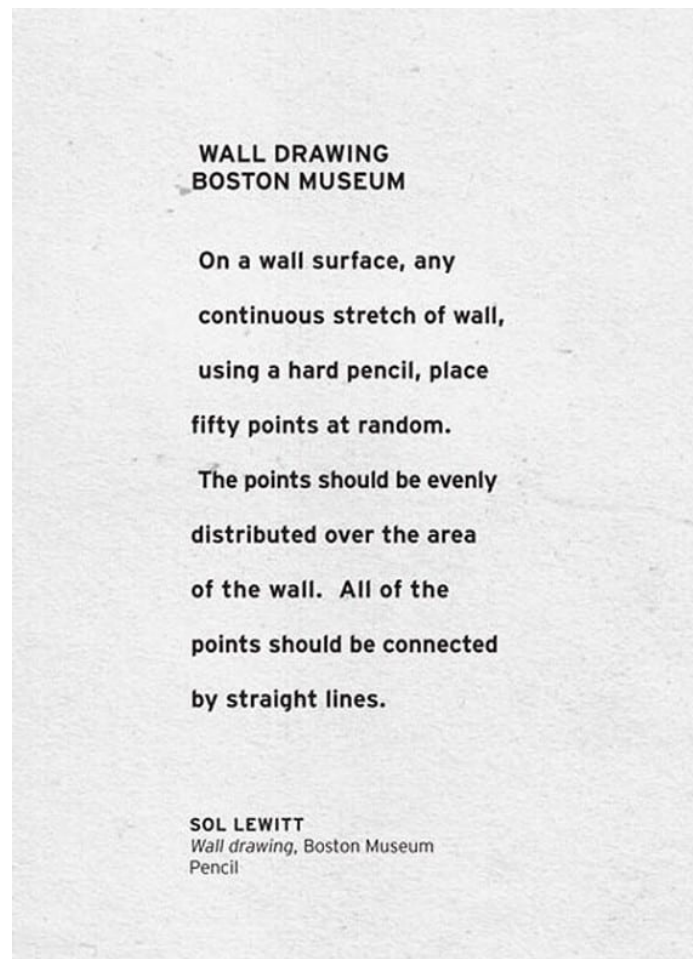 WALL DRAWING
BOSTON MUSEUM
On a wall surface, any
continuous stretch of wall,
using a hard pencil, place
fifty points at random.
The points should be evenly
distributed over the area
of the wall.  All of the
points should be connected
by straight lines.
SOL LEWITT
Wall drawing, Boston Museum
Pencil